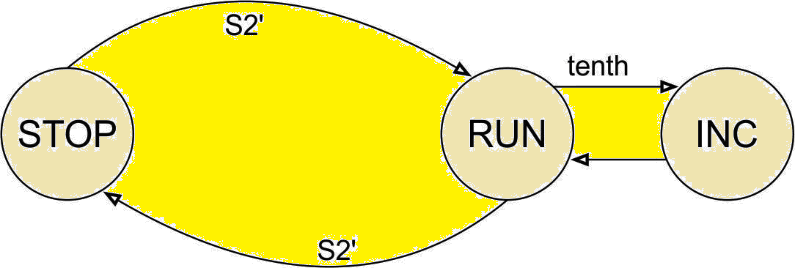 S2'
tenth
STOP
RUN
INC
S2'